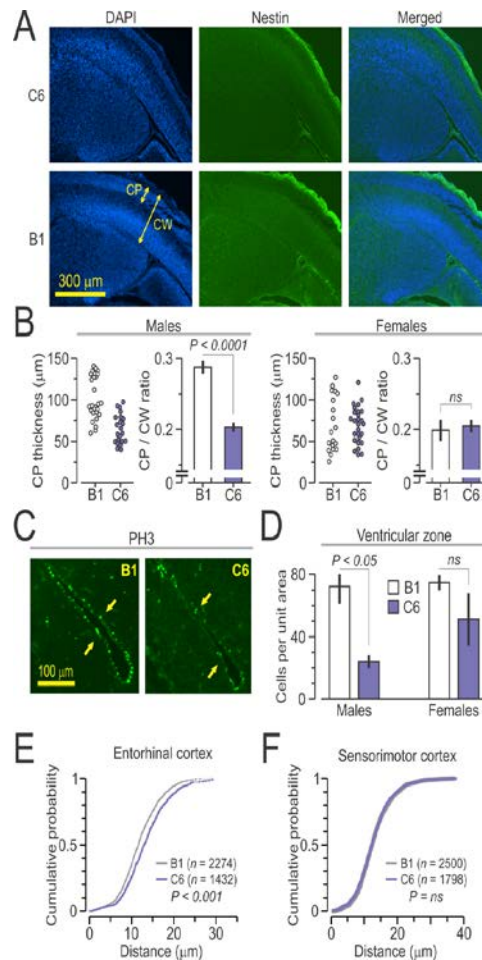 A
DAPI Nestin Merged
C6
B1
CP
CW
300 μm
B
Males Females
P < 0.0001
ns
CP thickness (μm)
150
100
50
0
B1 C6
CP / CW ratio
0.3
0.2
0
B1 C6
CP thickness (μm)
150
100
50
0
B1 C6
CP / CW ratio
0.3
0.2
0
B1 C6
C
PH3
B1 C6
100 μm
D
Ventricular zone
P < 0.05
ns
B1
C6
Cells per unit area
80
40
0
Males Females
E
Entorhinal cortex
Cumulative probability
1
0.5
0
B1 (n = 2274)
C6 (n = 1432)
P < 0.001
0 10 20 30
Distance (μm)
F
Sensorimotor cortex
Cumulative probability
1
0.5
0
B1 (n = 2500)
C6 (n = 1798)
P = ns
0 20 40
Distance (μm)